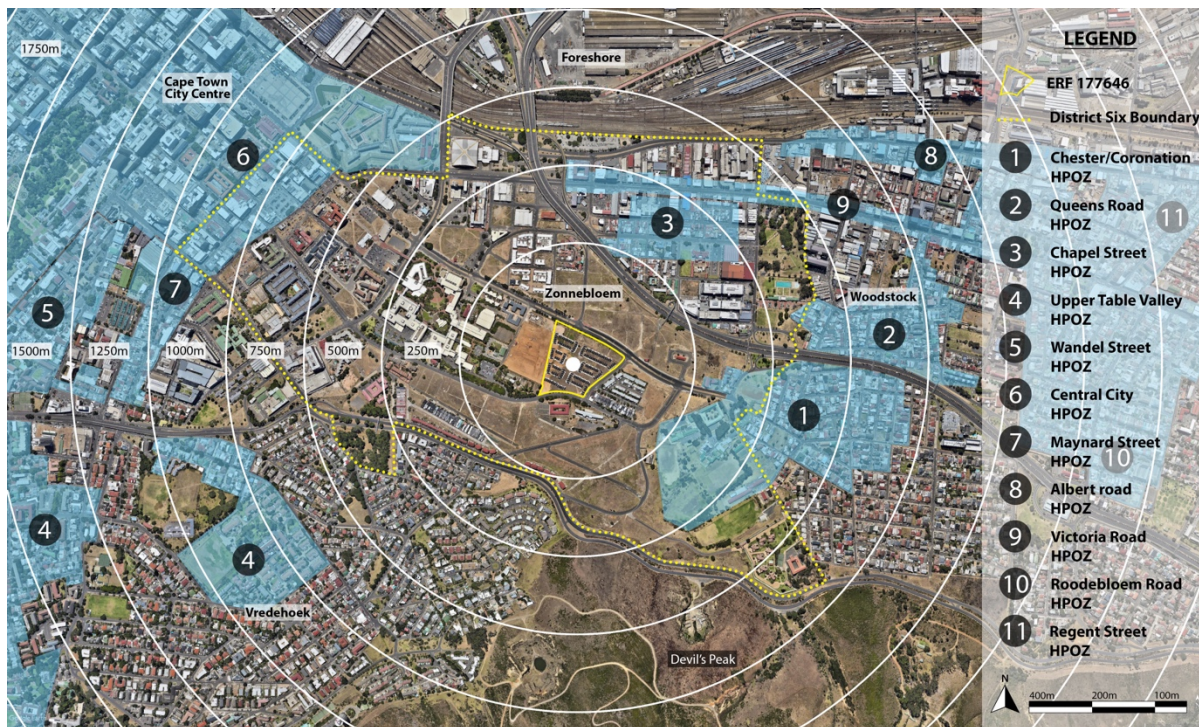 1750m
Cape Town
City Centre
Foreshore
6
8
3
9
Zonnebloem
Woodstock
5
7
2
1500m
1250m
1000m
750m
500m
250m
1
4
4
Vredehoek
Devil's Peak
11
10
LEGEND
ERF 177646
District Six Boundary
1 Chester/Coronation
HPOZ
2 Queens Road
HPOZ
3 Chapel Street
HPOZ
4 Upper Table Valley
HPOZ
5 Wandel Street
HPOZ
6 Central City
HPOZ
7 Maynard Street
HPOZ
8 Albert road
HPOZ
9 Victoria Road
HPOZ
10 Roodebloem Road
HPOZ
11 Regent Street
HPOZ
N
400m 200m 100m